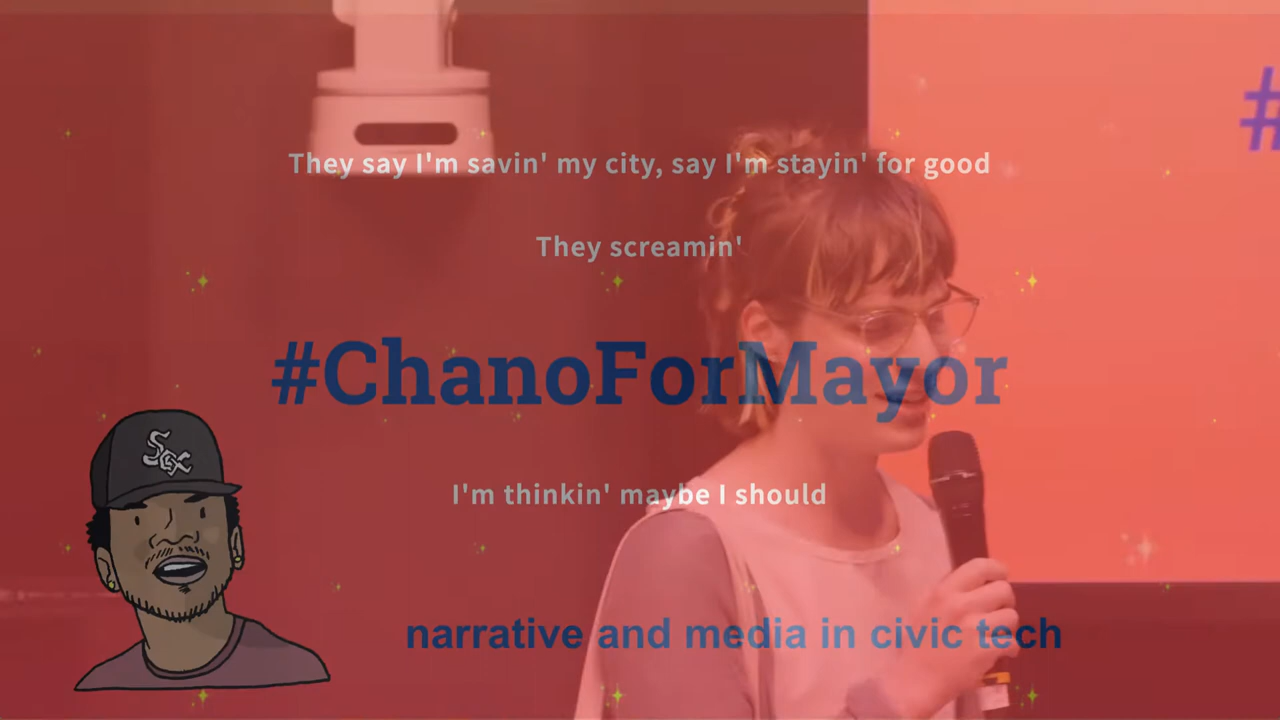 #
They say I'm savin' my city, say I'm stayin' for good
They screamin'
#ChanoForMayor
I'm thinkin' maybe I should
Sox
narrative and media in civic tech